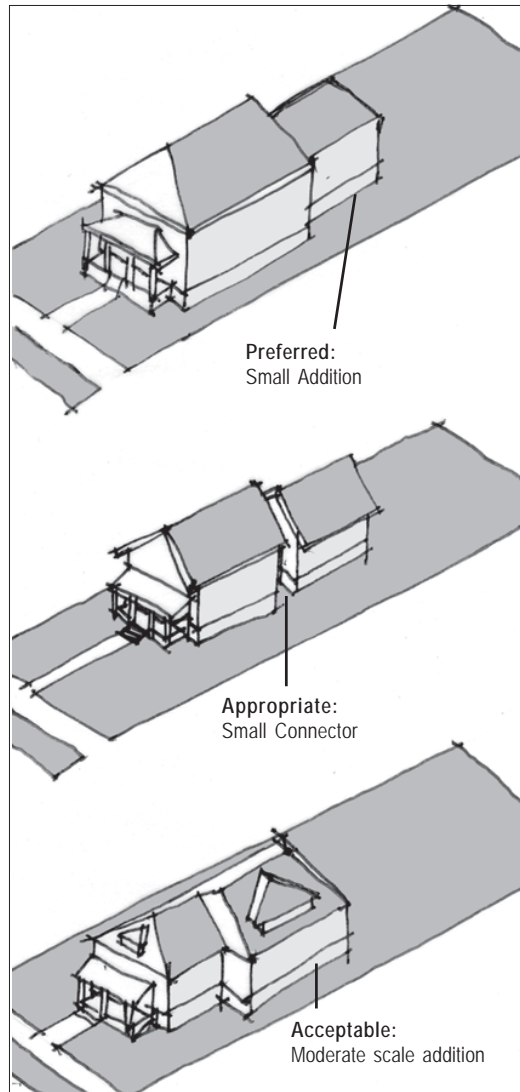 Preferred:
Small Addition
Appropriate:
Small Connector
Acceptable:
Moderate scale addition